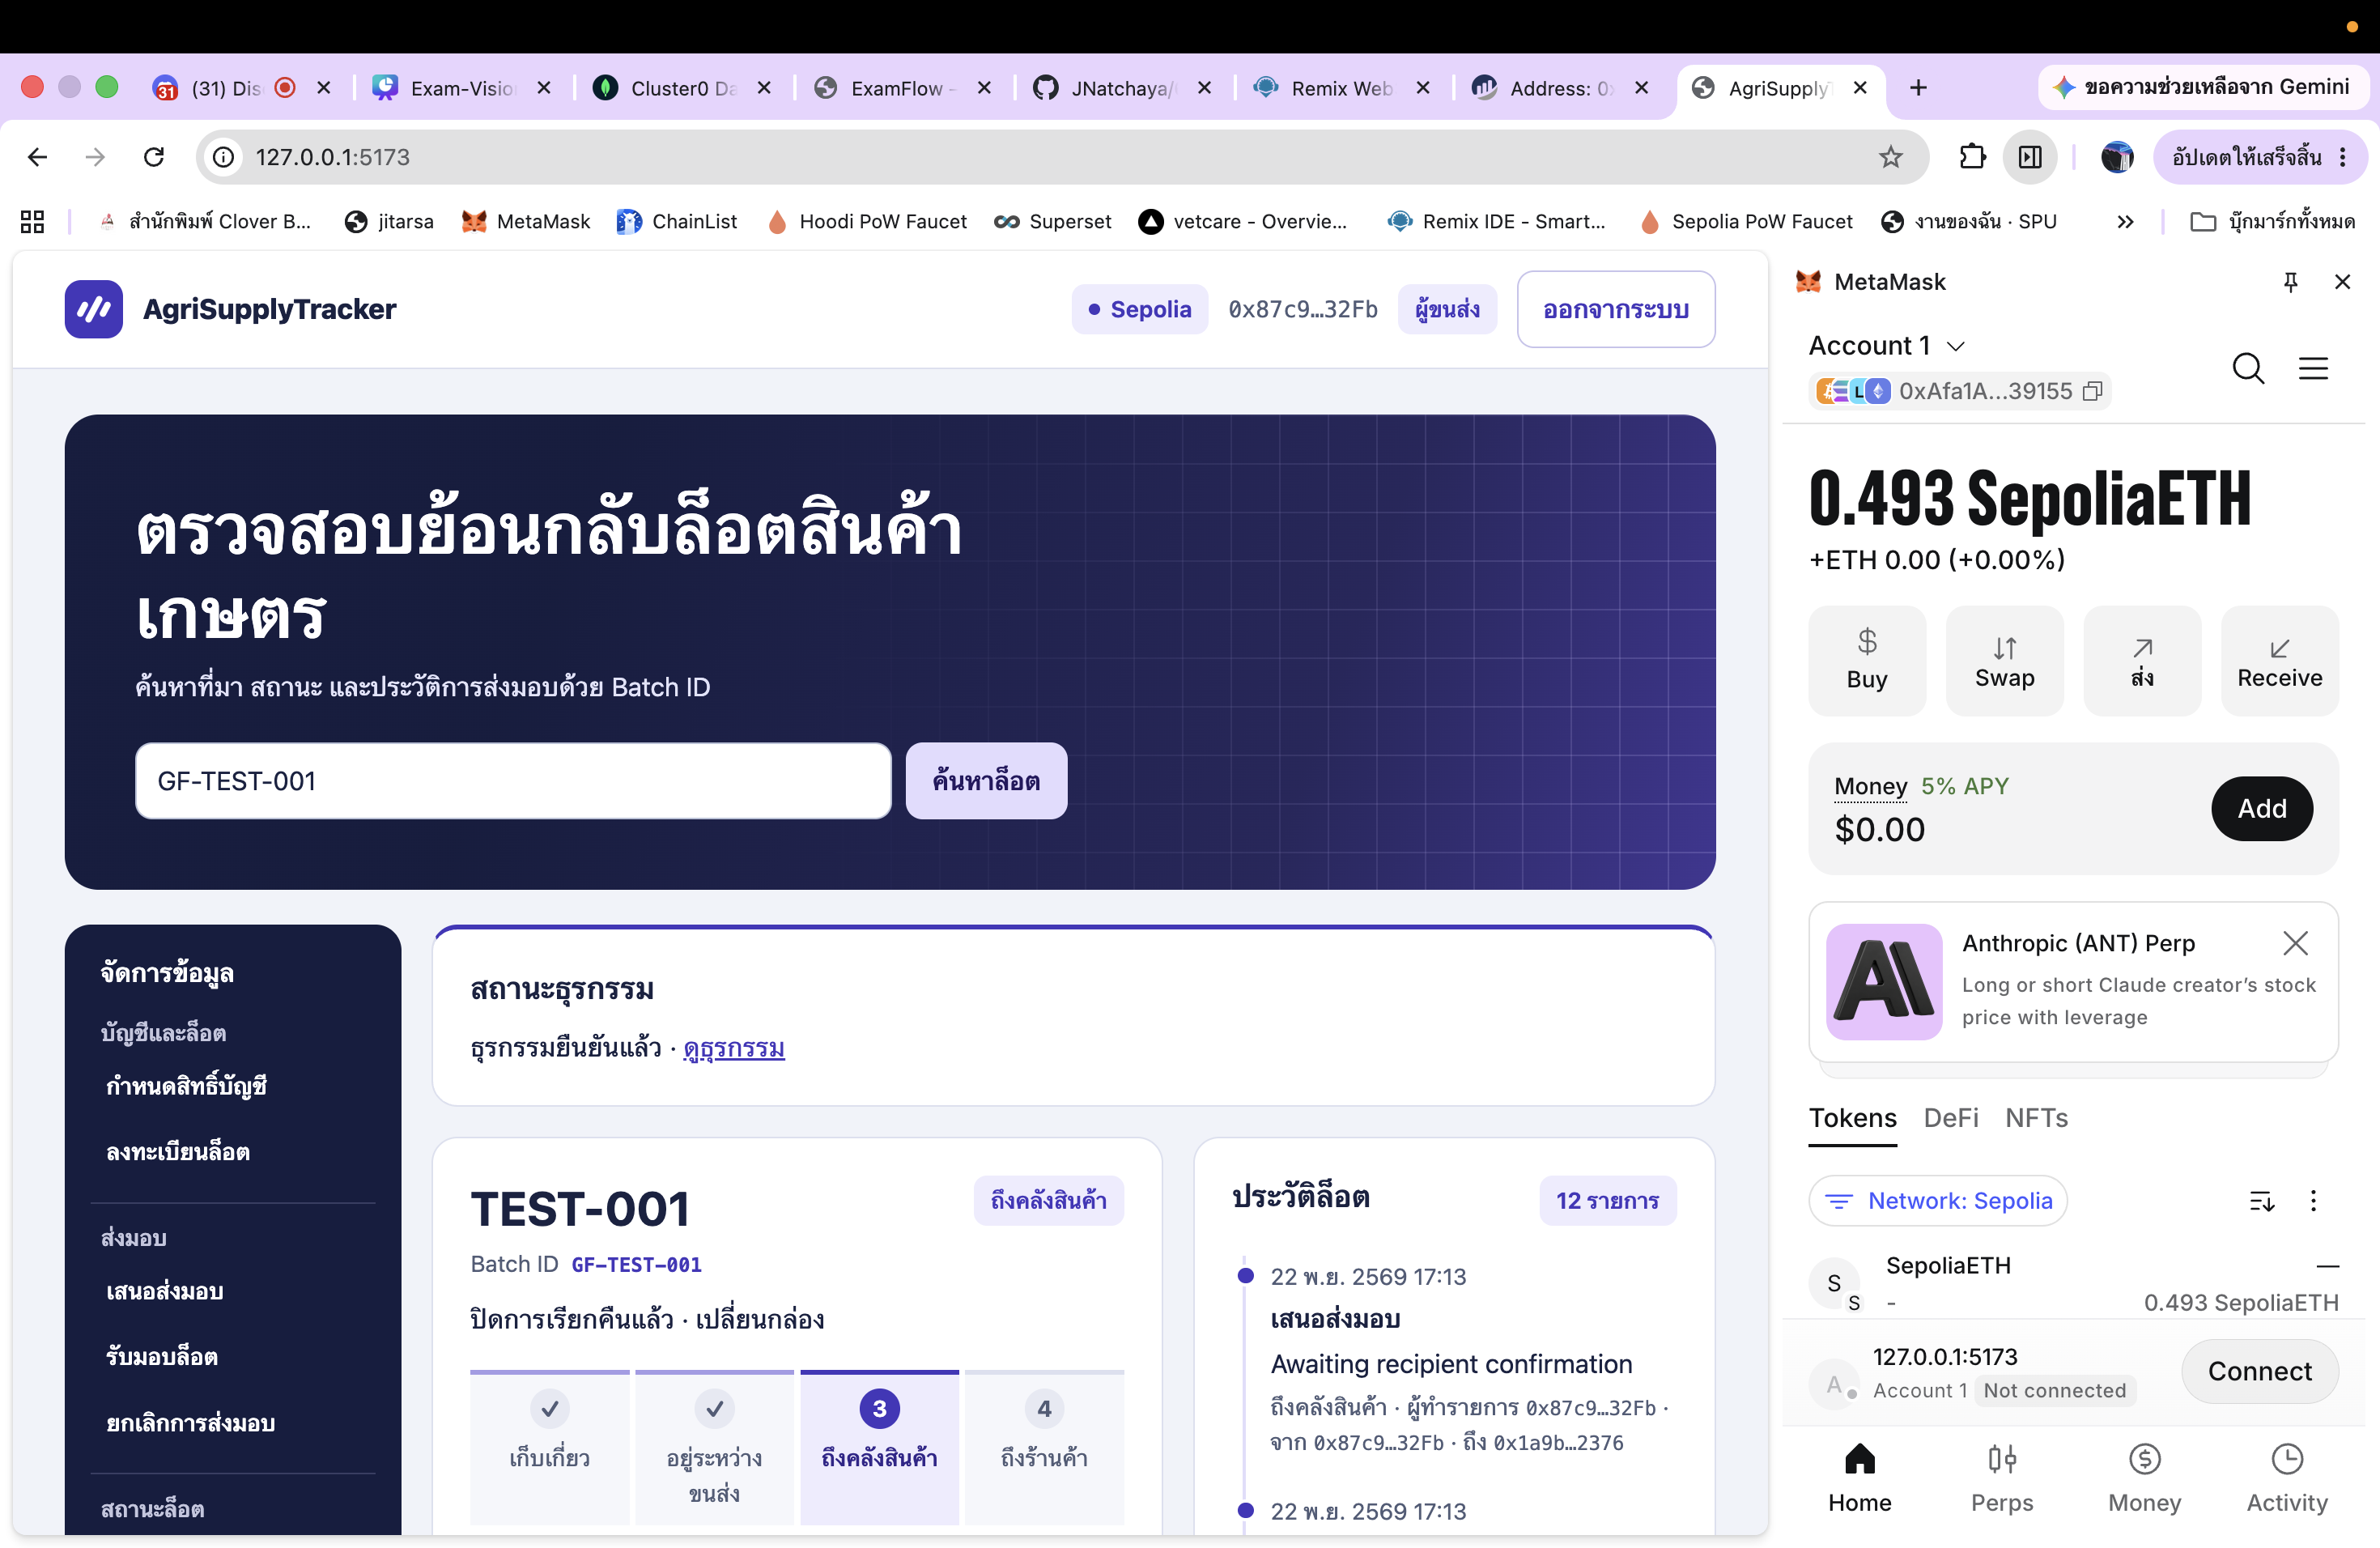 (31) Dis
Exam-Visio
Cluster0 Da
ExamFlow -
JNatchaya/
Remix Web
Address: 0x
AgriSupplyT
ขอความช่วยเหลือจาก Gemini
127.0.0.1:5173
อัปเดตให้เสร็จสิ้น
สำนักพิมพ์ Clover B...
jitarsa
MetaMask
ChainList
Hoodi PoW Faucet
Superset
vetcare - Overvie...
Remix IDE - Smart...
Sepolia PoW Faucet
งานของฉัน · SPU
บุ๊กมาร์กทั้งหมด
AgriSupplyTracker
Sepolia
0x87c9…32Fb
ผู้ขนส่ง
ออกจากระบบ
ตรวจสอบย้อนกลับล็อตสินค้า
เกษตร
ค้นหาที่มา สถานะ และประวัติการส่งมอบด้วย Batch ID
GF-TEST-001
ค้นหาล็อต
จัดการข้อมูล
บัญชีและล็อต
กำหนดสิทธิ์บัญชี
ลงทะเบียนล็อต
ส่งมอบ
เสนอส่งมอบ
รับมอบล็อต
ยกเลิกการส่งมอบ
สถานะล็อต
สถานะธุรกรรม
ธุรกรรมยืนยันแล้ว · ดูธุรกรรม
TEST-001
ถึงคลังสินค้า
Batch ID GF-TEST-001
ปิดการเรียกคืนแล้ว · เปลี่ยนกล่อง
เก็บเกี่ยว
อยู่ระหว่าง
ขนส่ง
3
ถึงคลังสินค้า
4
ถึงร้านค้า
ประวัติล็อต
12 รายการ
22 พ.ย. 2569 17:13
เสนอส่งมอบ
Awaiting recipient confirmation
ถึงคลังสินค้า · ผู้ทำรายการ 0x87c9…32Fb ·
จาก 0x87c9…32Fb · ถึง 0x1a9b…2376
22 พ.ย. 2569 17:13
MetaMask
Account 1
0xAfa1A...39155
0.493 SepoliaETH
+ETH 0.00 (+0.00%)
Buy
Swap
ส่ง
Receive
Money 5% APY
$0.00
Add
Anthropic (ANT) Perp
Long or short Claude creator's stock
price with leverage
Tokens
DeFi
NFTs
Network: Sepolia
S
S
SepoliaETH
—
-
0.493 SepoliaETH
A
127.0.0.1:5173
Account 1 Not connected
Connect
Home
Perps
Money
Activity